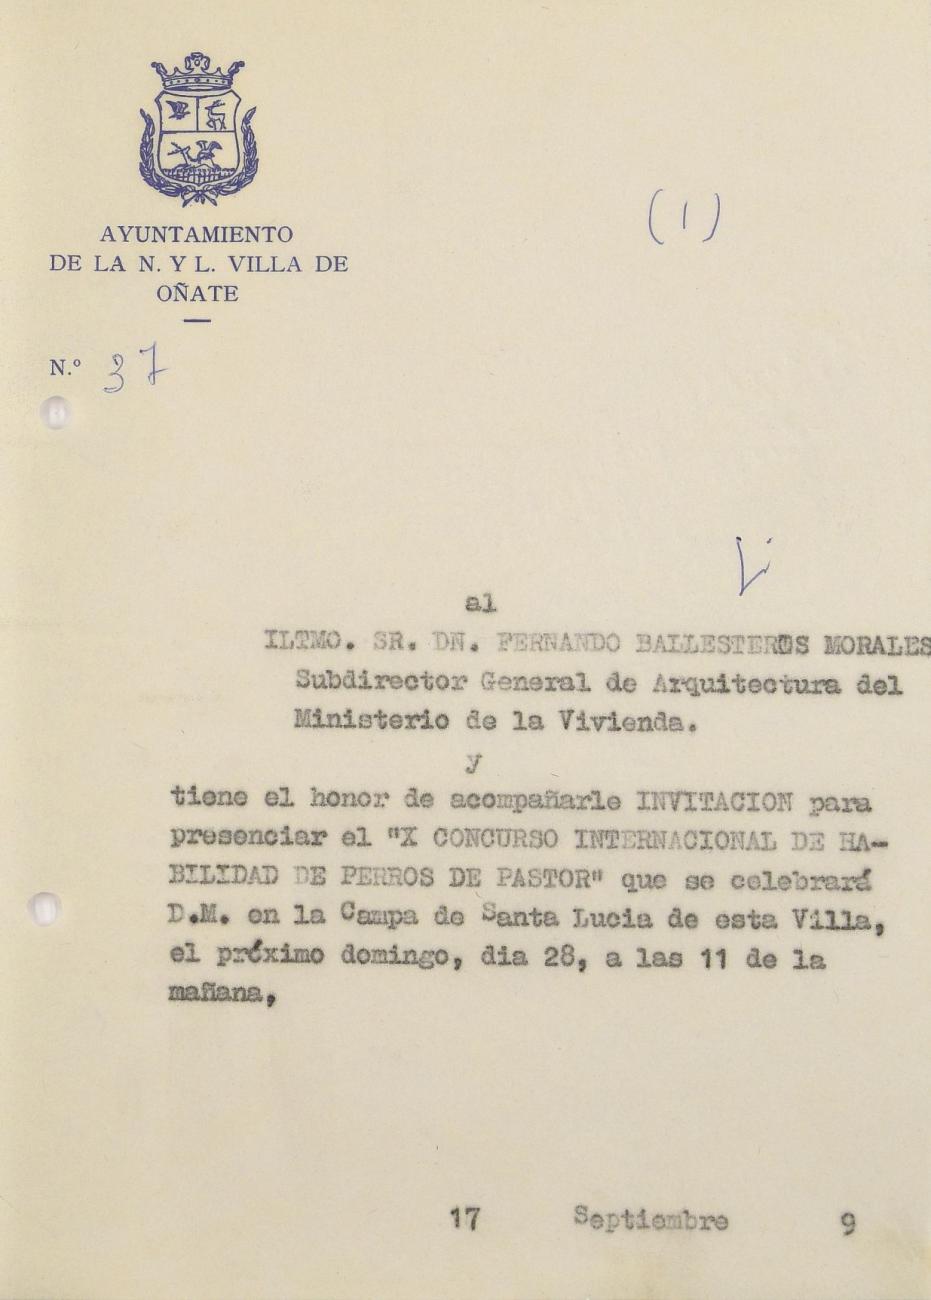 AYUNTAMIENTO
DE LA N. Y L. VILLA DE
OÑATE
N.º 37
(1)
al
ILTMO. SR. DN. FERNANDO BALLESTEROS MORALES
Subdirector General de Arquitectura del
Ministerio de la Vivienda.
y
tiene el honor de acompañarle INVITACION para
presenciar el "X CONCURSO INTERNACIONAL DE HA-
BILIDAD DE PERROS DE PASTOR" que se celebrará
D.M. en la Campa de Santa Lucia de esta Villa,
el próximo domingo, dia 28, a las 11 de la
mañana,
17 Septiembre 9